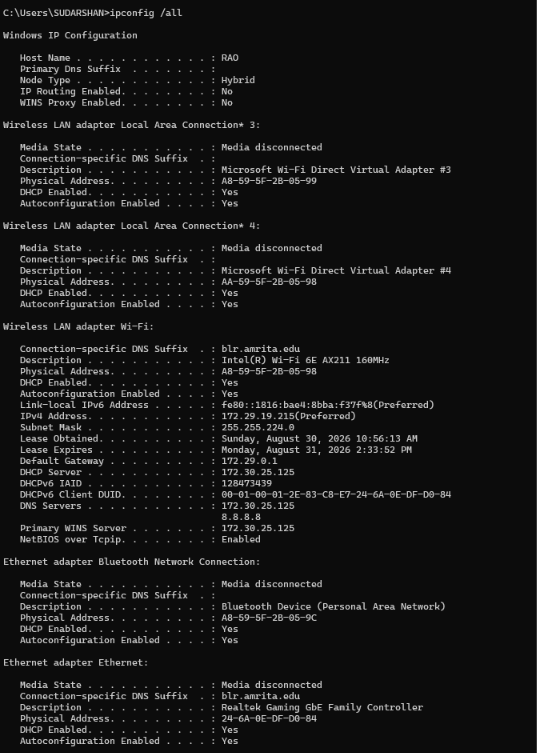 C:\Users\SUDARSHAN>ipconfig /all
Windows IP Configuration
Host Name . . . . . . . . . . . . : RAO
Primary Dns Suffix  . . . . . . . :
Node Type . . . . . . . . . . . . : Hybrid
IP Routing Enabled. . . . . . . . : No
WINS Proxy Enabled. . . . . . . . : No
Wireless LAN adapter Local Area Connection* 3:
Media State . . . . . . . . . . . : Media disconnected
Connection-specific DNS Suffix  . :
Description . . . . . . . . . . . : Microsoft Wi-Fi Direct Virtual Adapter #3
Physical Address. . . . . . . . . : A8-59-5F-2B-05-99
DHCP Enabled. . . . . . . . . . . : Yes
Autoconfiguration Enabled . . . . : Yes
Wireless LAN adapter Local Area Connection* 4:
Media State . . . . . . . . . . . : Media disconnected
Connection-specific DNS Suffix  . :
Description . . . . . . . . . . . : Microsoft Wi-Fi Direct Virtual Adapter #4
Physical Address. . . . . . . . . : AA-59-5F-2B-05-98
DHCP Enabled. . . . . . . . . . . : Yes
Autoconfiguration Enabled . . . . : Yes
Wireless LAN adapter Wi-Fi:
Connection-specific DNS Suffix  . : blr.amrita.edu
Description . . . . . . . . . . . : Intel(R) Wi-Fi 6E AX211 160MHz
Physical Address. . . . . . . . . : A8-59-5F-2B-05-98
DHCP Enabled. . . . . . . . . . . : Yes
Autoconfiguration Enabled . . . . : Yes
Link-local IPv6 Address . . . . . : fe80::1816:bae4:8bba:f37f%8(Preferred)
IPv4 Address. . . . . . . . . . . : 172.29.19.215(Preferred)
Subnet Mask . . . . . . . . . . . : 255.255.224.0
Lease Obtained. . . . . . . . . . : Sunday, August 30, 2026 10:56:13 AM
Lease Expires . . . . . . . . . . : Monday, August 31, 2026 2:33:52 PM
Default Gateway . . . . . . . . . : 172.29.0.1
DHCP Server . . . . . . . . . . . : 172.30.25.125
DHCPv6 IAID . . . . . . . . . . . : 128473439
DHCPv6 Client DUID. . . . . . . . : 00-01-00-01-2E-83-C8-E7-24-6A-0E-DF-D0-84
DNS Servers . . . . . . . . . . . : 172.30.25.125
8.8.8.8
Primary WINS Server . . . . . . . : 172.30.25.125
NetBIOS over Tcpip. . . . . . . . : Enabled
Ethernet adapter Bluetooth Network Connection:
Media State . . . . . . . . . . . : Media disconnected
Connection-specific DNS Suffix  . :
Description . . . . . . . . . . . : Bluetooth Device (Personal Area Network)
Physical Address. . . . . . . . . : A8-59-5F-2B-05-9C
DHCP Enabled. . . . . . . . . . . : Yes
Autoconfiguration Enabled . . . . : Yes
Ethernet adapter Ethernet:
Media State . . . . . . . . . . . : Media disconnected
Connection-specific DNS Suffix  . : blr.amrita.edu
Description . . . . . . . . . . . : Realtek Gaming GbE Family Controller
Physical Address. . . . . . . . . : 24-6A-0E-DF-D0-84
DHCP Enabled. . . . . . . . . . . : Yes
Autoconfiguration Enabled . . . . : Yes